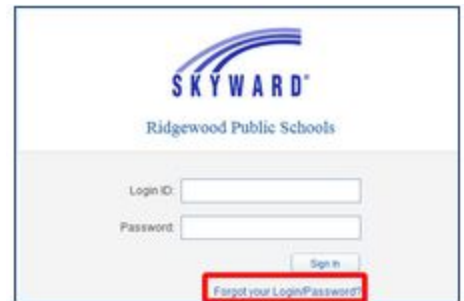 SKYWARD®
Ridgewood Public Schools
Login ID:
Password:
Sign In
Forgot your Login/Password?